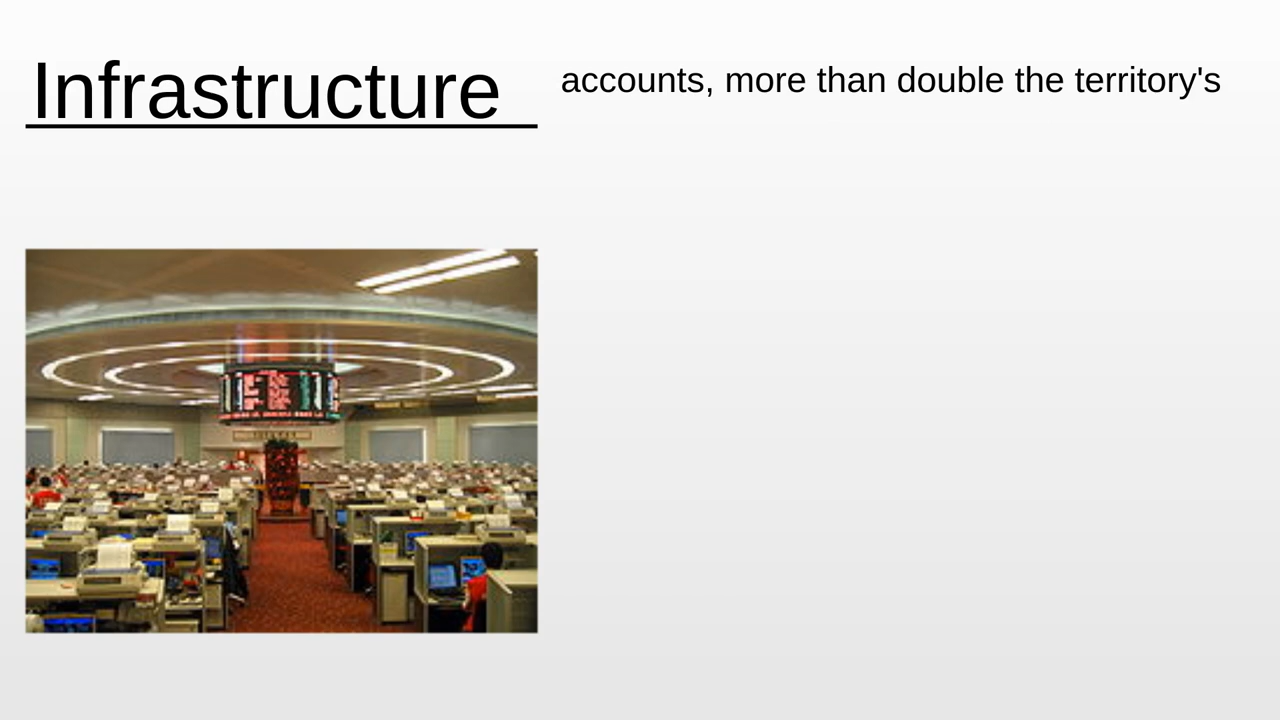 Infrastructure
accounts, more than double the territory's